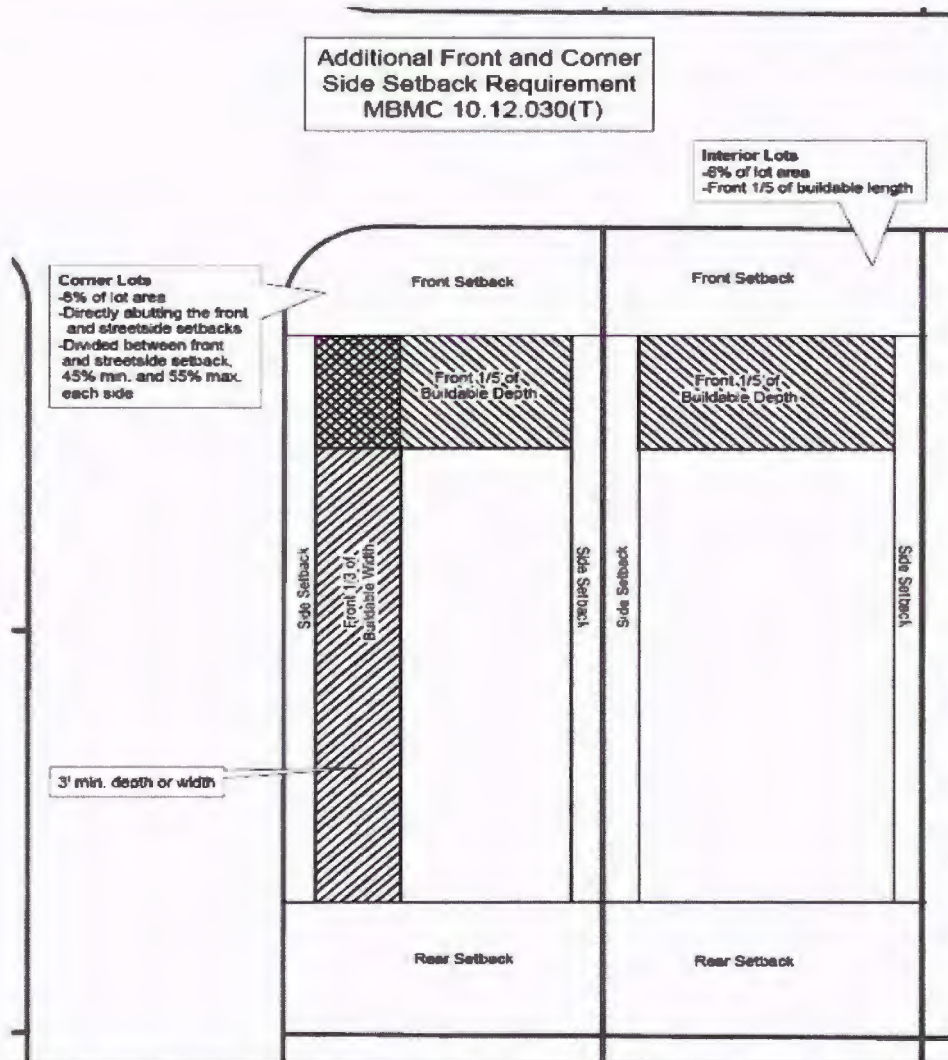 Additional Front and Corner
Side Setback Requirement
MBMC 10.12.030(T)
Interior Lots
-6% of lot area
-Front 1/5 of buildable length
Corner Lots
-8% of lot area
-Directly abutting the front
and streetside setbacks
-Divided between front
and streetside setback,
45% min. and 55% max.
each side
Front Setback
Front Setback
Front 1/5 of
Buildable Depth
Front 1/5 of
Buildable Depth
Side Setback
Front 1/3 of
Buildable Width
Side Setback
Side Setback
Side Setback
3' min. depth or width
Rear Setback
Rear Setback